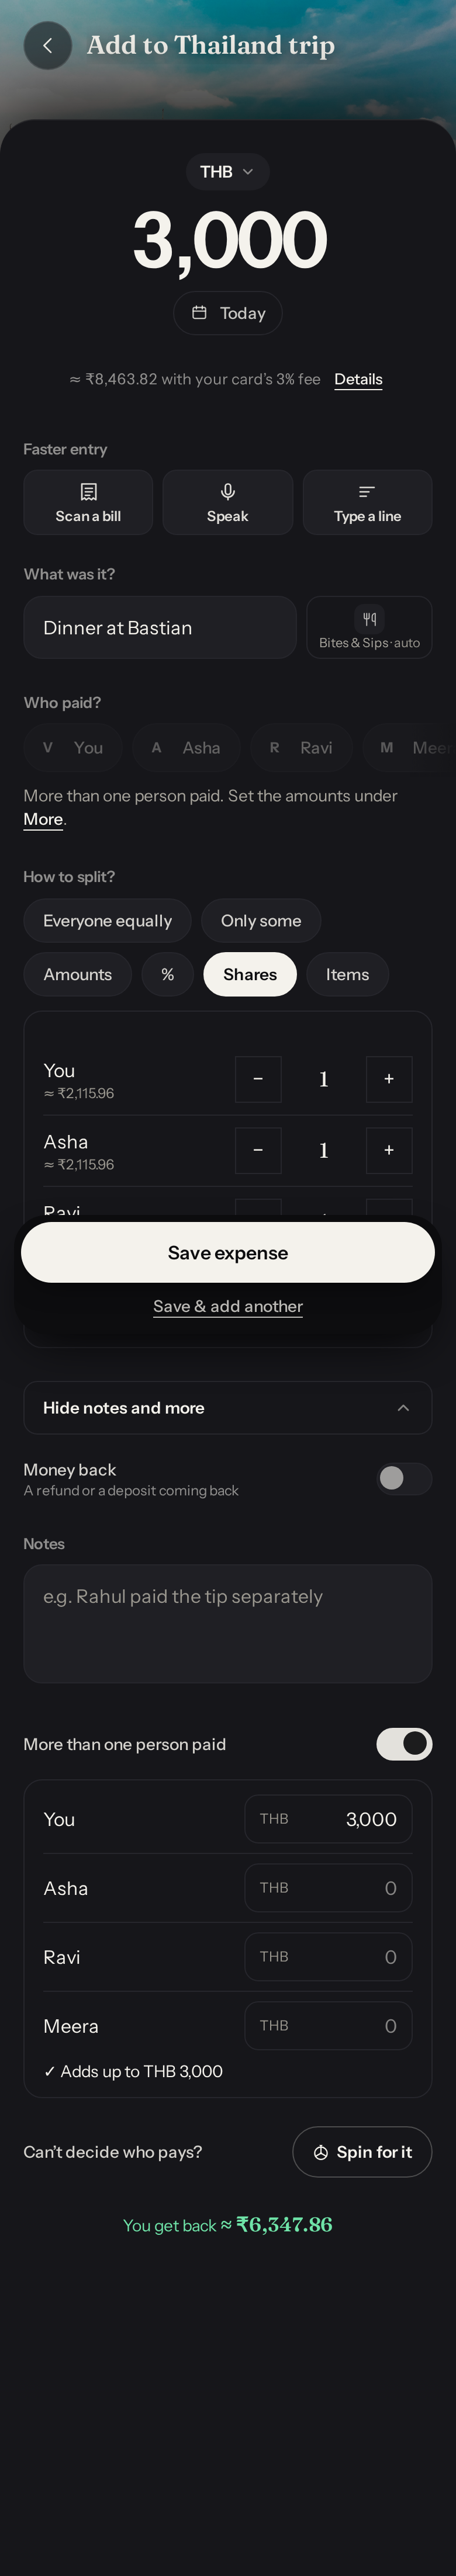 Add to Thailand trip
THB
3,000
Today
≈ ₹8,463.82 with your card's 3% fee Details
Faster entry
Scan a bill Speak Type a line
What was it?
Dinner at Bastian
Bites & Sips · auto
Who paid?
V You A Asha R Ravi M Meer
More than one person paid. Set the amounts under
More.
How to split?
Everyone equally Only some
Amounts % Shares Items
You
≈ ₹2,115.96
− 1 +
Asha
≈ ₹2,115.96
− 1 +
Ravi
Save expense
Save & add another
Hide notes and more
Money back
A refund or a deposit coming back
Notes
e.g. Rahul paid the tip separately
More than one person paid
You THB 3,000
Asha THB 0
Ravi THB 0
Meera THB 0
✓ Adds up to THB 3,000
Can't decide who pays? Spin for it
You get back ≈ ₹6,347.86